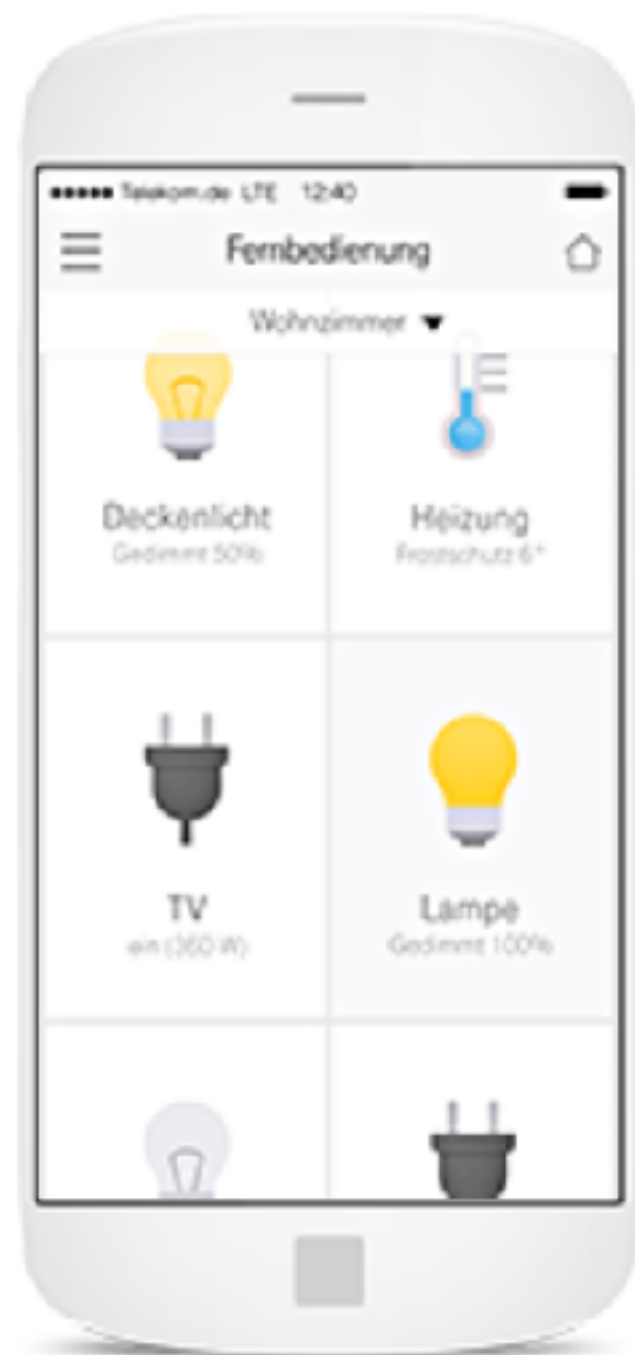 Telekom.de LTE 12:40
Fernbedienung
Wohnzimmer
Deckenlicht
Gedimmt 50%
Heizung
Frostschutz 6°
TV
ein (360 W)
Lampe
Gedimmt 100%